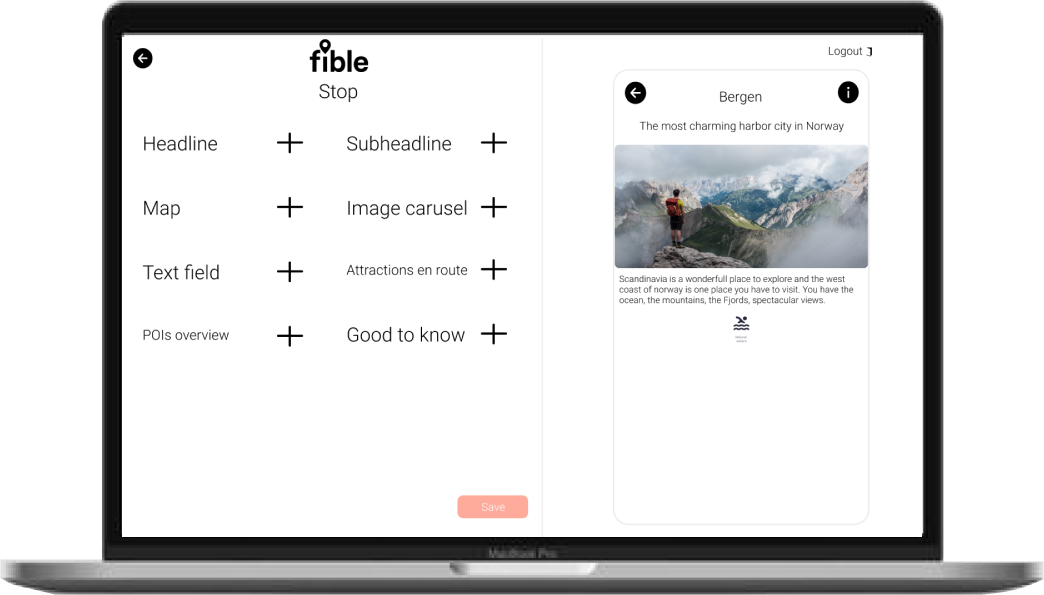 fible
Stop
Headline
Subheadline
Map
Image carusel
Text field
Attractions en route
POIs overview
Good to know
Save
Logout
Bergen
The most charming harbor city in Norway
Scandinavia is a wonderfull place to explore and the west
coast of norway is one place you have to visit. You have the
ocean, the mountains, the Fjords, spectacular views.
MacBook Pro